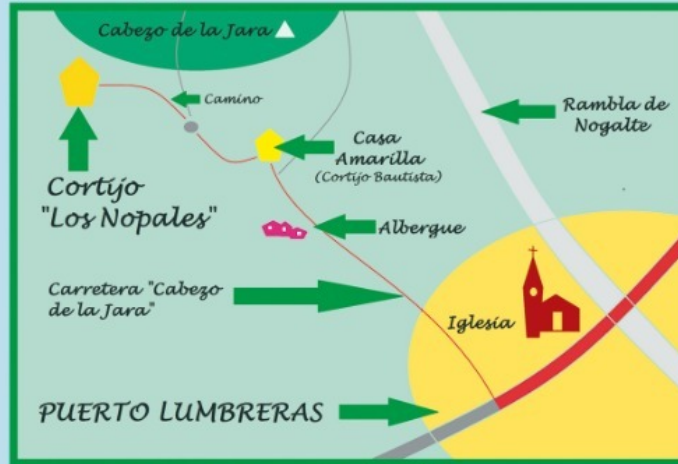 Cabezo de la Jara
Camino
Rambla de
Nogalte
Casa
Amarilla
(Cortijo Bautista)
Cortijo
"Los Nopales"
Albergue
Carretera "Cabezo
de la Jara"
Iglesia
PUERTO LUMBRERAS